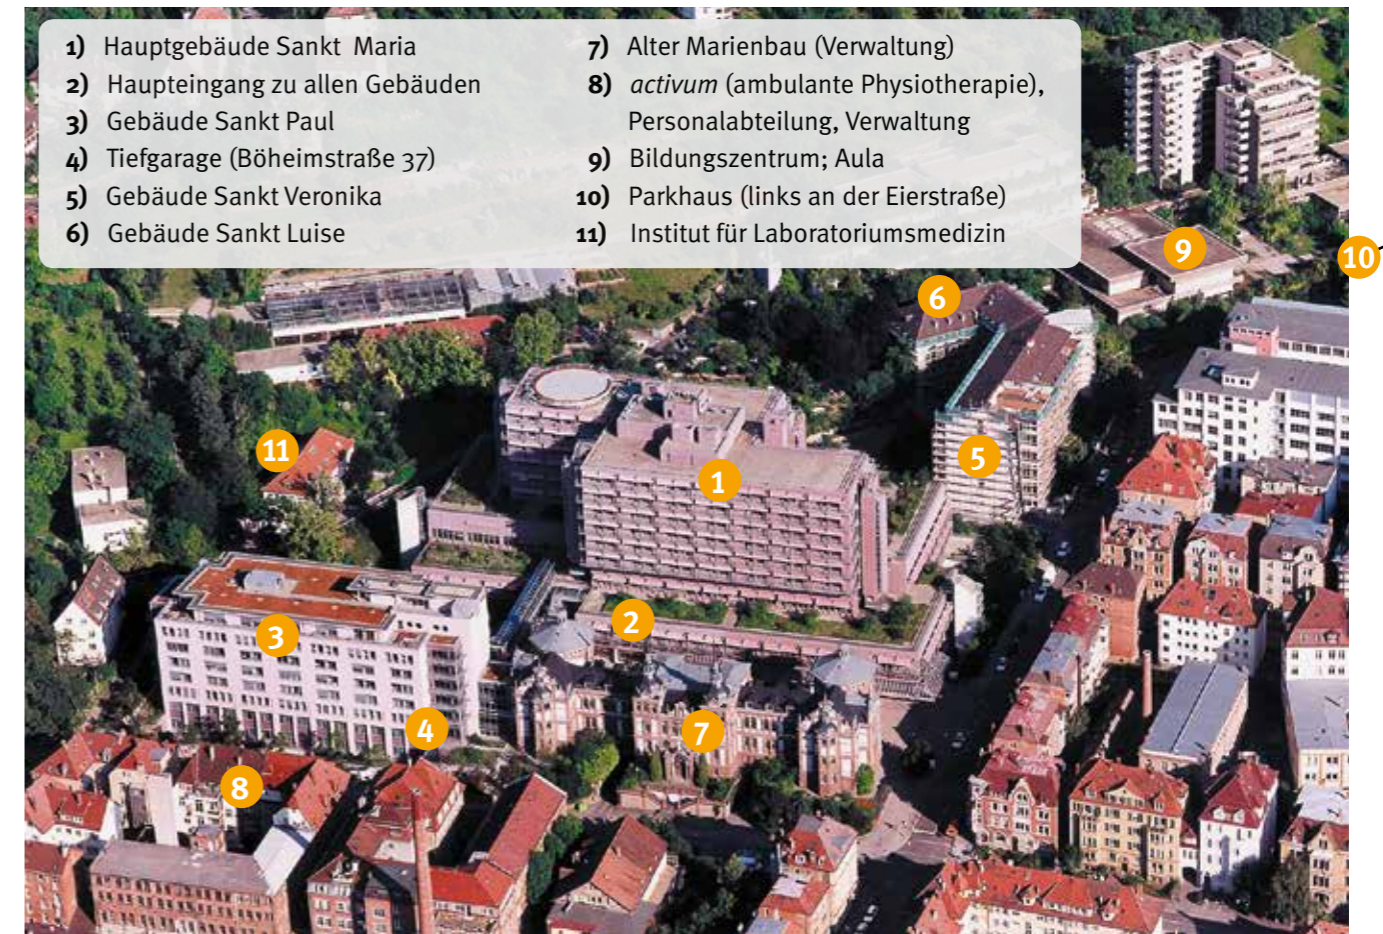 1) Hauptgebäude Sankt Maria
2) Haupteingang zu allen Gebäuden
3) Gebäude Sankt Paul
4) Tiefgarage (Böheimstraße 37)
5) Gebäude Sankt Veronika
6) Gebäude Sankt Luise
7) Alter Marienbau (Verwaltung)
8) activum (ambulante Physiotherapie),
Personalabteilung, Verwaltung
9) Bildungszentrum; Aula
10) Parkhaus (links an der Eierstraße)
11) Institut für Laboratoriumsmedizin
9
10
6
11
5
1
2
3
4
7
8